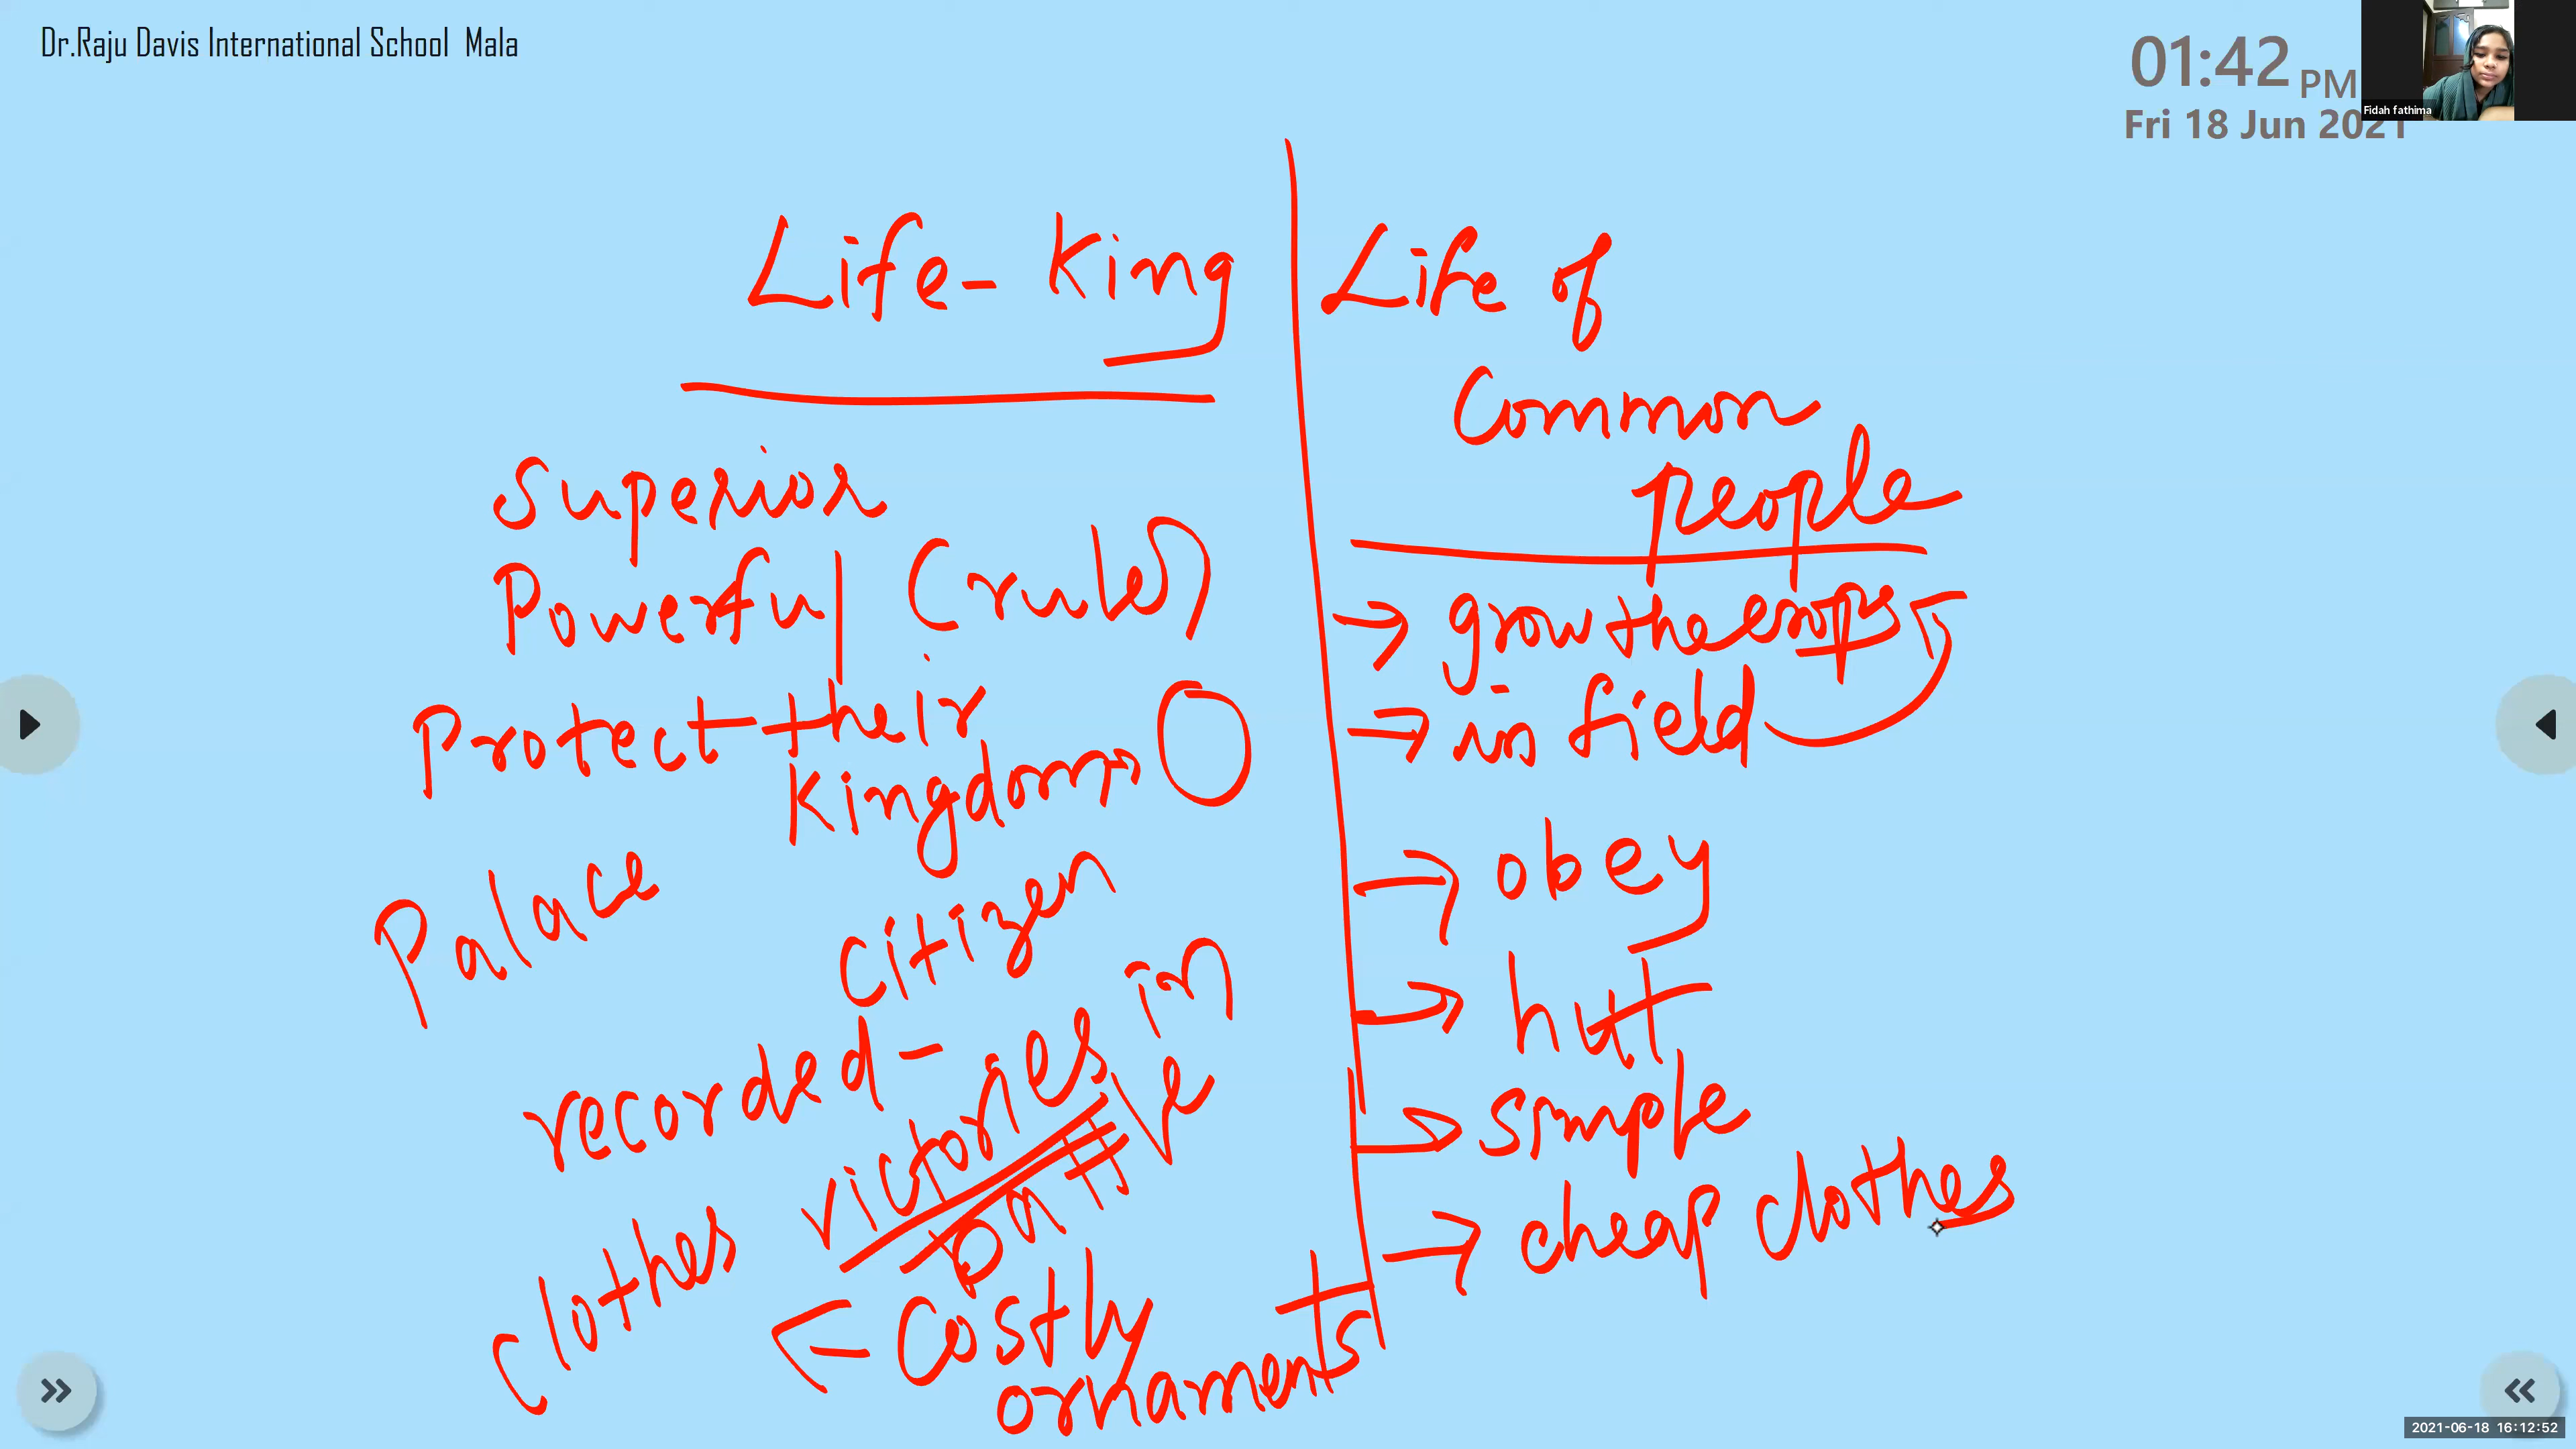 Dr.Raju Davis International School Mala
01:42 PM
Fri 18 Jun 2021
Fidah fathima
Life - King
Superior
Powerful (rule)
Protect their
Kingdom
Palace
citizen
recorded -
victories in
battle
clothes
costly
ornaments
Life of
Common
people
→ grow the crops
→ in field
→ obey
→ hut
→ simple
→ cheap clothes
2021-06-18 16:12:52